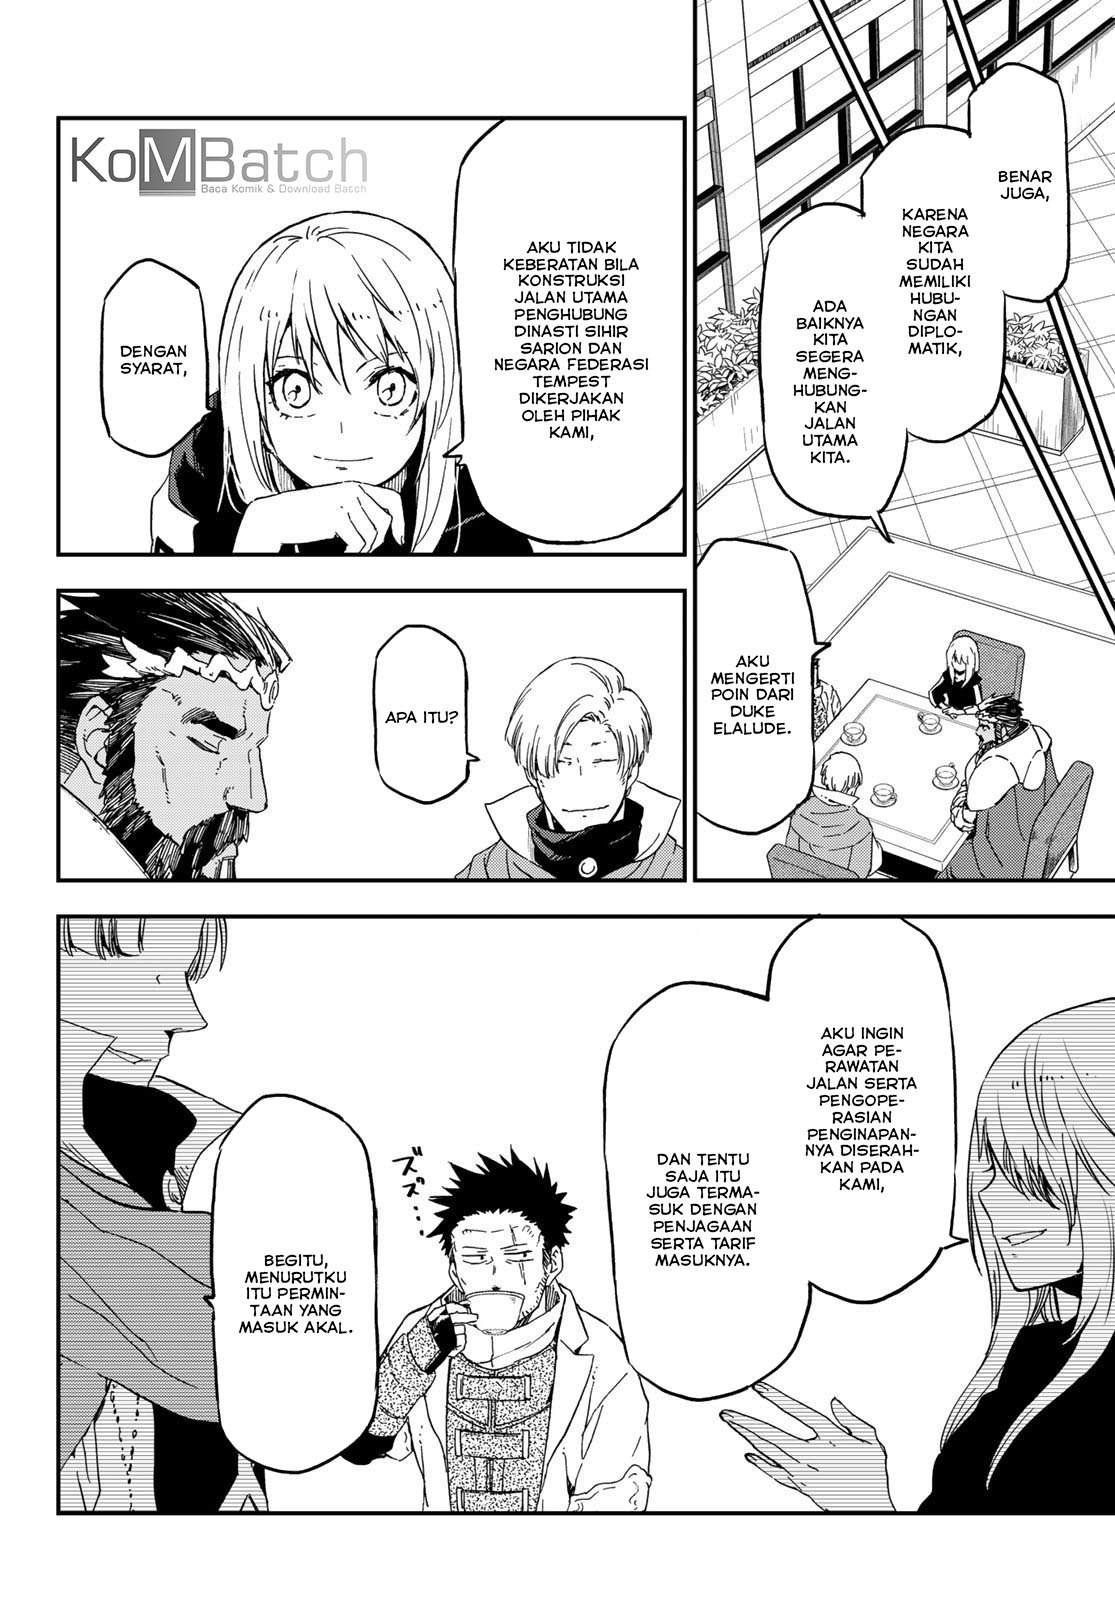 BENAR
JUGA,
KARENA
NEGARA
KITA
SUDAH
MEMILIKI
HUBU-
NGAN
DIPLO-
MATIK,
ADA
BAIKNYA
KITA
SEGERA
MENG-
HUBUNG-
KAN
JALAN
UTAMA
KITA.
AKU
MENGERTI
POIN DARI
DUKE
ELALUDE.
KoMBatch
Baca Komik & Download Batch
AKU TIDAK
KEBERATAN BILA
KONSTRUKSI
JALAN UTAMA
PENGHUBUNG
DINASTI SIHIR
SARION DAN
NEGARA FEDERASI
TEMPEST
DIKERJAKAN
OLEH PIHAK
KAMI,
DENGAN
SYARAT,
APA ITU?
AKU INGIN
AGAR PE-
RAWATAN
JALAN SERTA
PENGOPE-
RASIAN
PENGINAPAN-
NYA DISERAH-
KAN PADA
KAMI,
DAN TENTU
SAJA ITU
JUGA TERMA-
SUK DENGAN
PENJAGAAN
SERTA TARIF
MASUKNYA.
ズズ...
BEGITU,
MENURUTKU
ITU PERMIN-
TAAN YANG
MASUK AKAL.